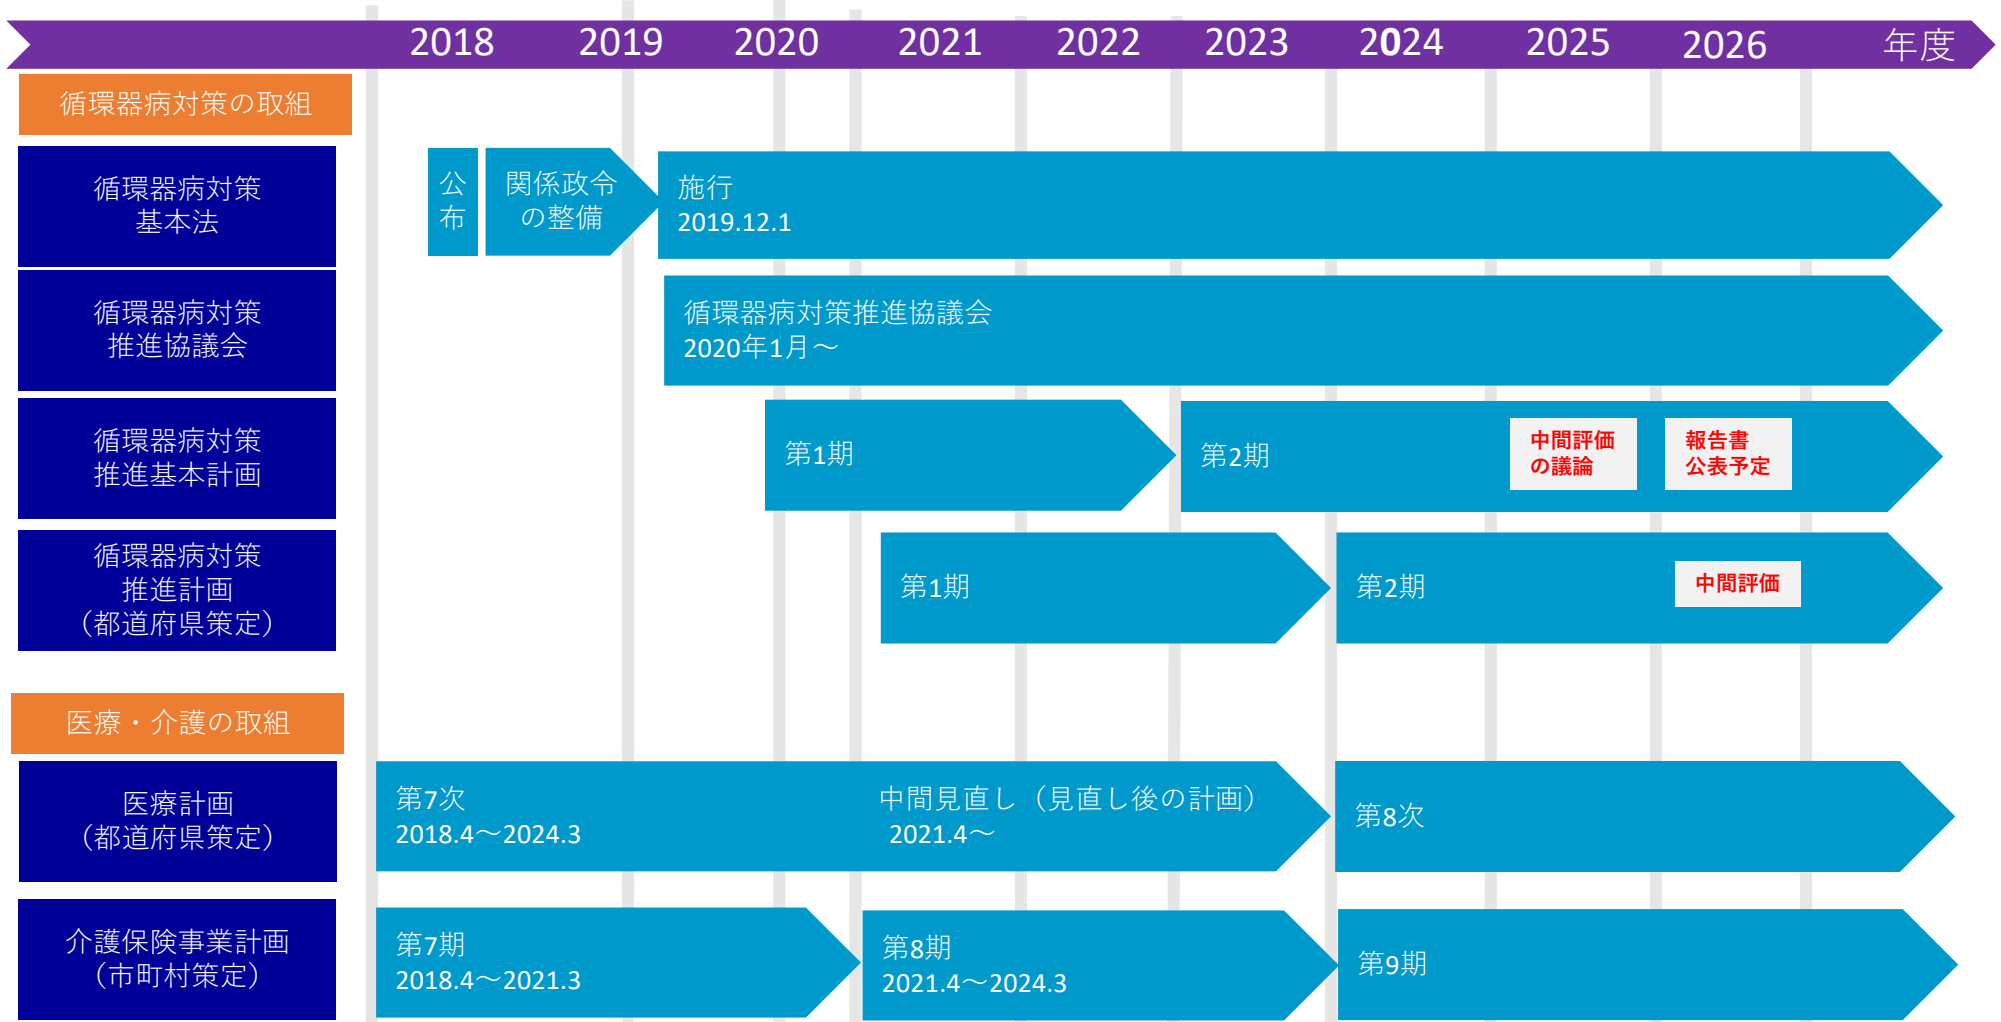 2018 2019 2020 2021 2022 2023 2024 2025 2026 年度
循環器病対策の取組
循環器病対策
基本法
公
布
関係政令
の整備
施行
2019.12.1
循環器病対策
推進協議会
循環器病対策推進協議会
2020年1月～
循環器病対策
推進基本計画
第1期
第2期
中間評価
の議論
報告書
公表予定
循環器病対策
推進計画
（都道府県策定）
第1期
第2期
中間評価
医療・介護の取組
医療計画
（都道府県策定）
第7次
2018.4～2024.3
中間見直し（見直し後の計画）
2021.4～
第8次
介護保険事業計画
（市町村策定）
第7期
2018.4～2021.3
第8期
2021.4～2024.3
第9期